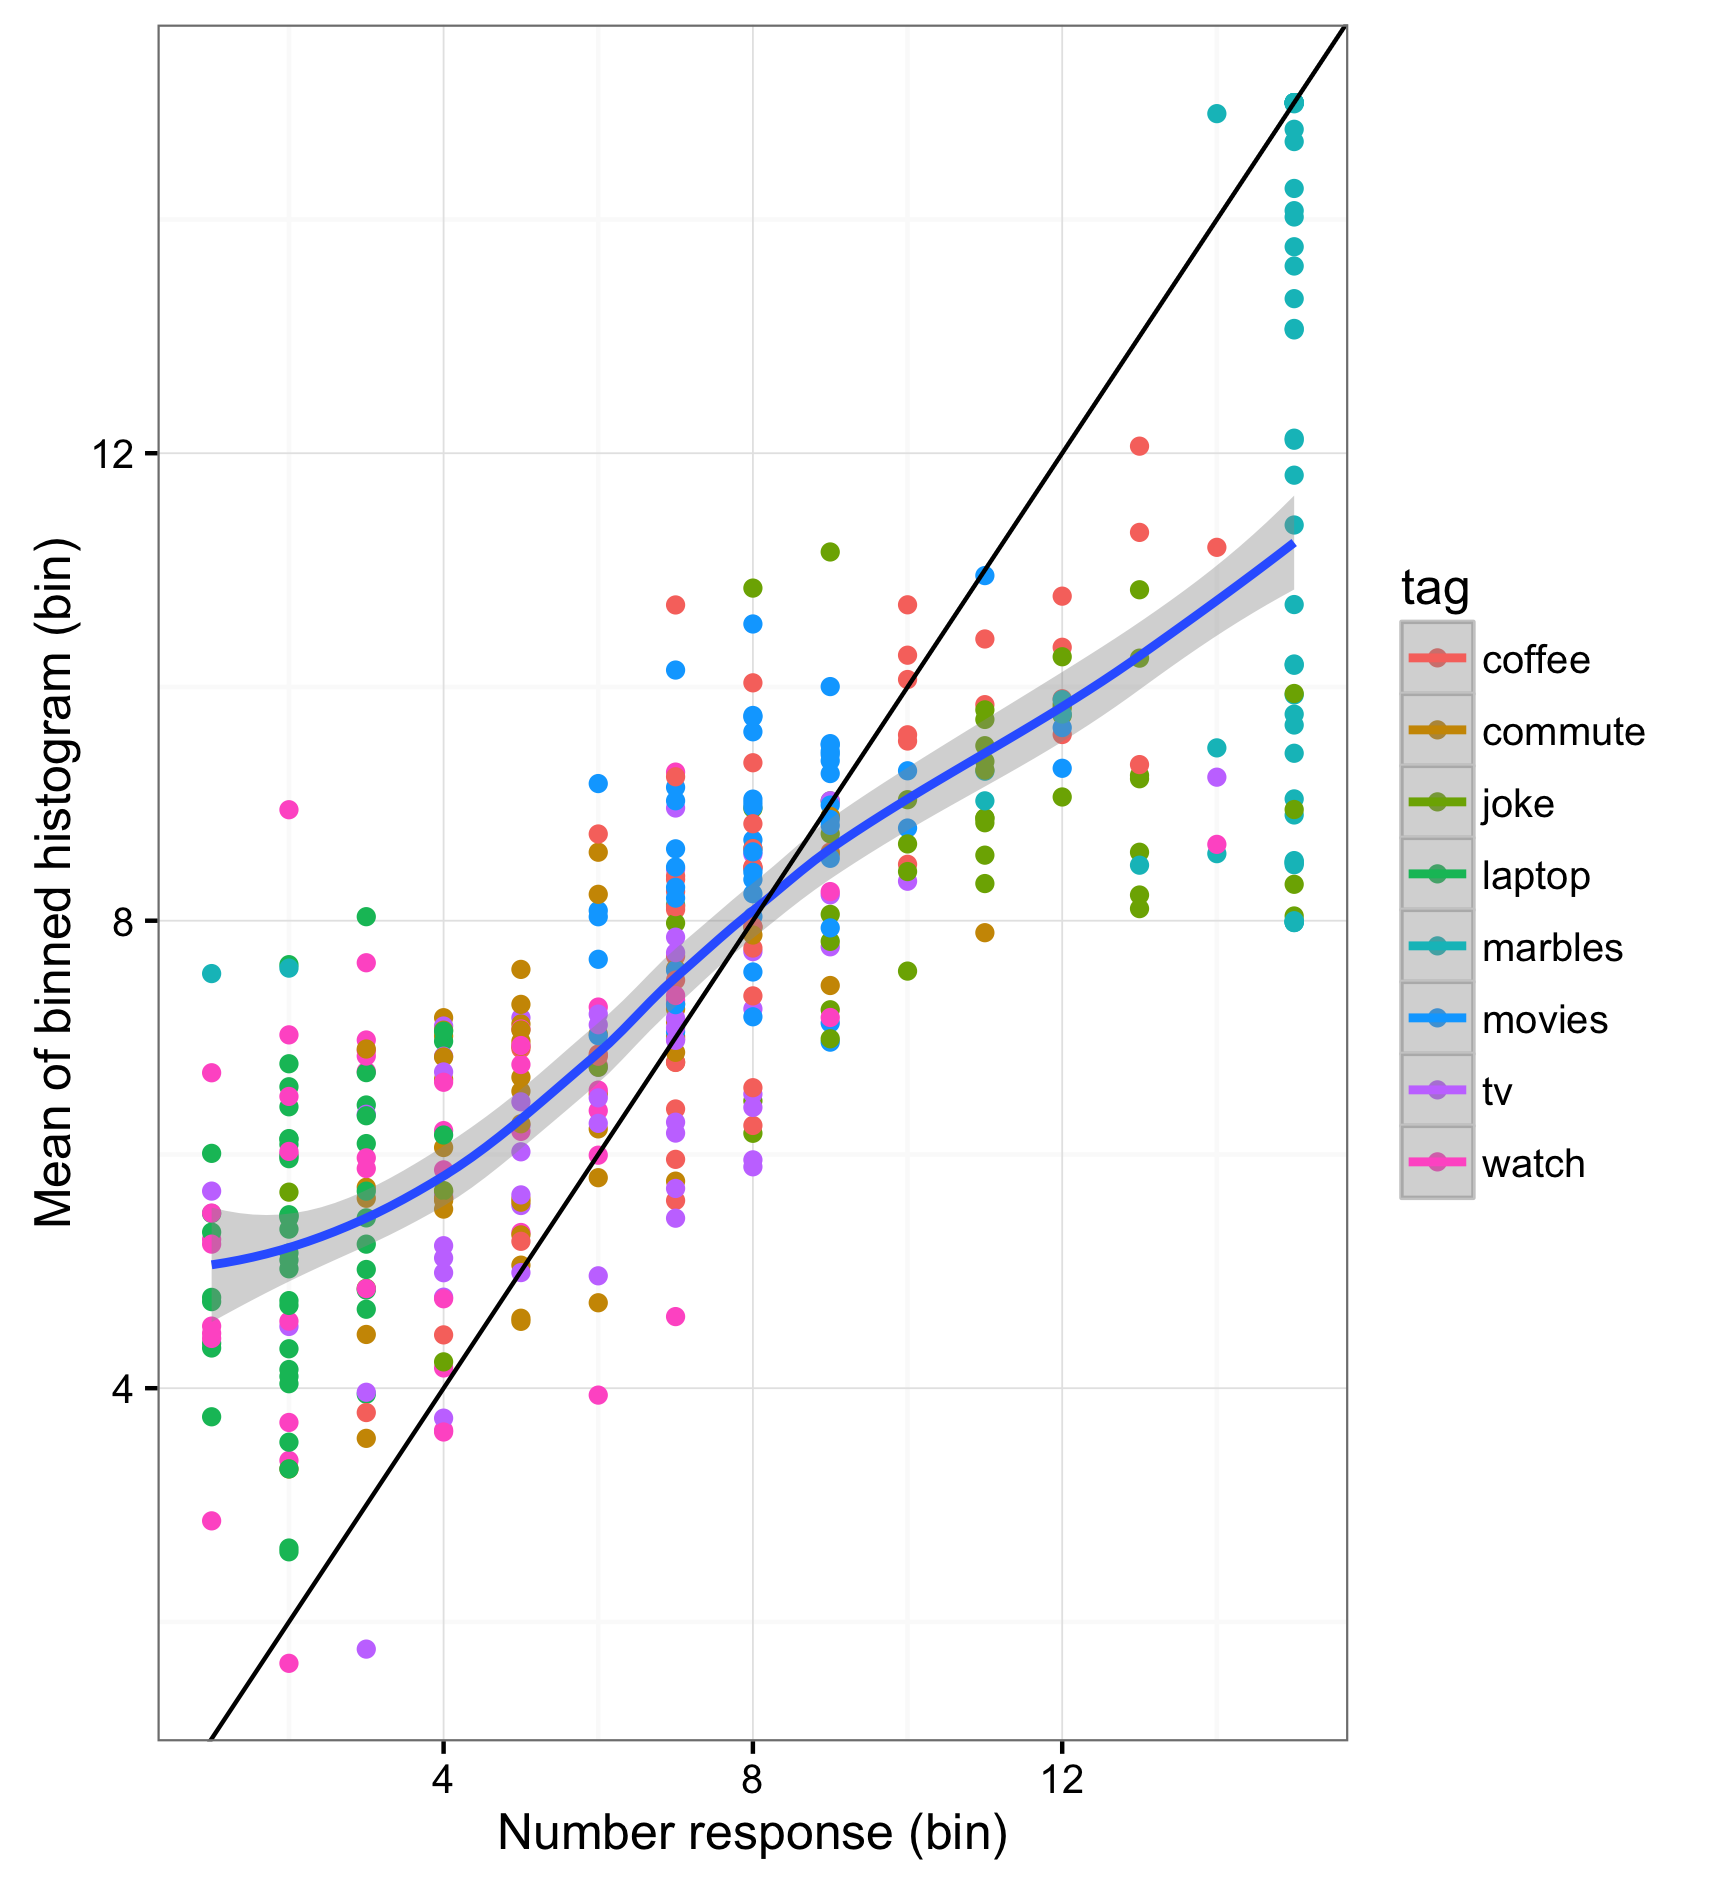 Mean of binned histogram (bin)
12
8
4
4
8
12
Number response (bin)
tag
coffee
commute
joke
laptop
marbles
movies
tv
watch